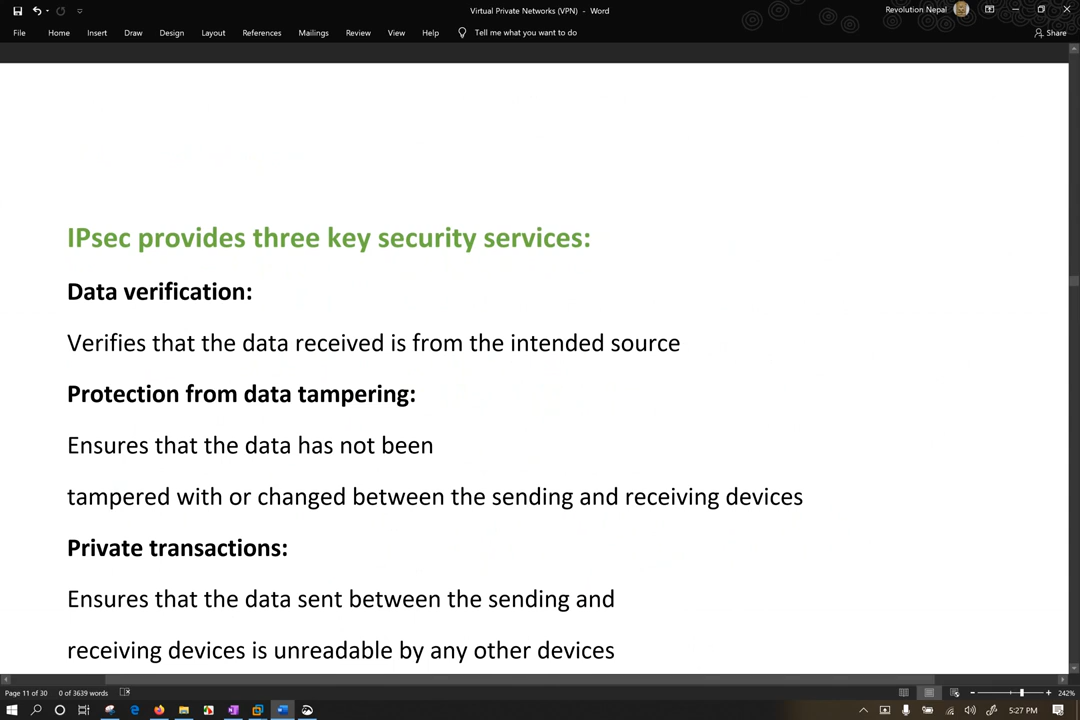 Virtual Private Networks (VPN) - Word
Revolution Nepal
File Home Insert Draw Design Layout References Mailings Review View Help Tell me what you want to do
Share
IPsec provides three key security services:
Data verification:
Verifies that the data received is from the intended source
Protection from data tampering:
Ensures that the data has not been
tampered with or changed between the sending and receiving devices
Private transactions:
Ensures that the data sent between the sending and
receiving devices is unreadable by any other devices
Page 11 of 30 0 of 3639 words
242%
5:27 PM